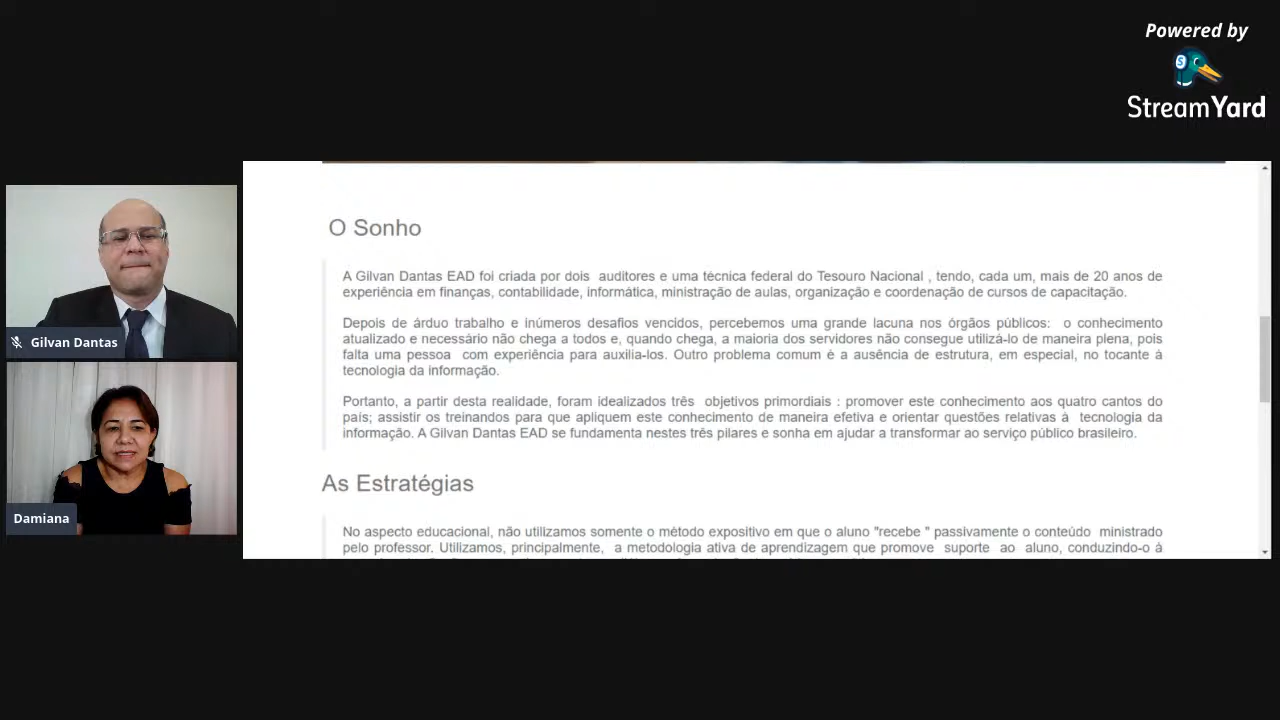 Powered by
StreamYard
O Sonho
A Gilvan Dantas EAD foi criada por dois auditores e uma técnica federal do Tesouro Nacional , tendo, cada um, mais de 20 anos de
experiência em finanças, contabilidade, informática, ministração de aulas, organização e coordenação de cursos de capacitação.
Depois de árduo trabalho e inúmeros desafios vencidos, percebemos uma grande lacuna nos órgãos públicos: o conhecimento
atualizado e necessário não chega a todos e, quando chega, a maioria dos servidores não consegue utilizá-lo de maneira plena, pois
falta uma pessoa com experiência para auxilia-los. Outro problema comum é a ausência de estrutura, em especial, no tocante à
tecnologia da informação.
Portanto, a partir desta realidade, foram idealizados três objetivos primordiais : promover este conhecimento aos quatro cantos do
país; assistir os treinandos para que apliquem este conhecimento de maneira efetiva e orientar questões relativas à tecnologia da
informação. A Gilvan Dantas EAD se fundamenta nestes três pilares e sonha em ajudar a transformar ao serviço público brasileiro.
As Estratégias
No aspecto educacional, não utilizamos somente o método expositivo em que o aluno "recebe " passivamente o conteúdo ministrado
pelo professor. Utilizamos, principalmente, a metodologia ativa de aprendizagem que promove suporte ao aluno, conduzindo-o à
Gilvan Dantas
Damiana